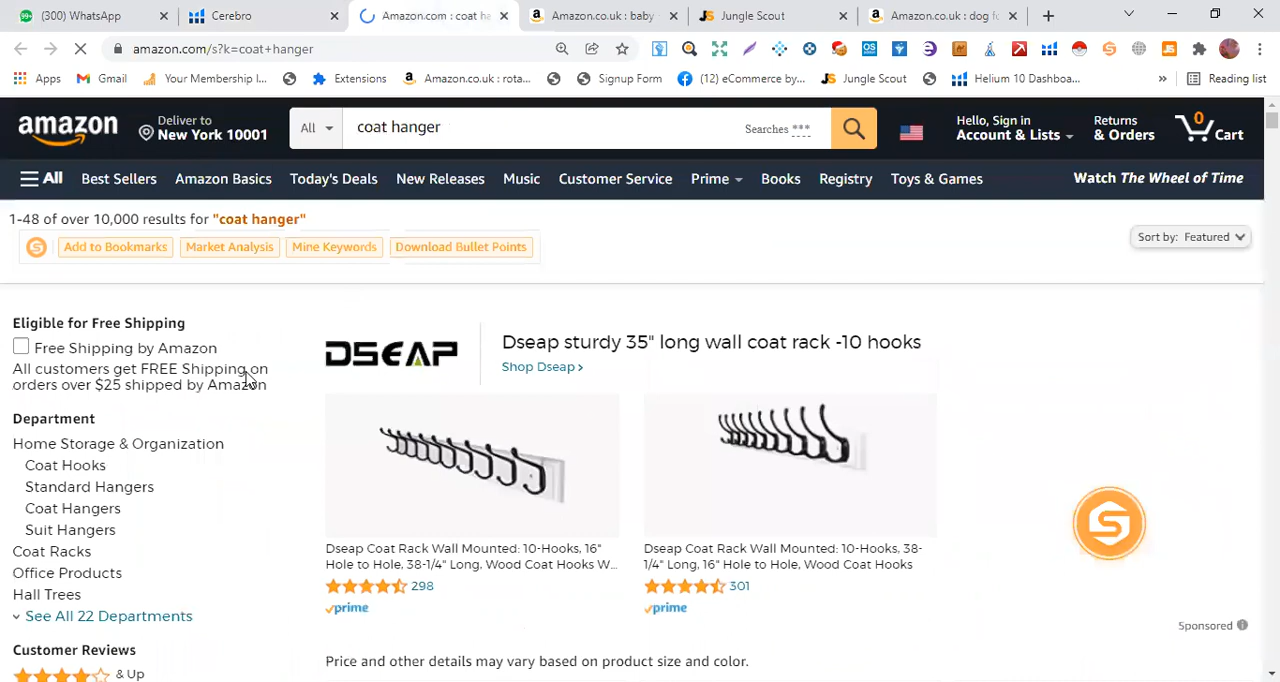 (300) WhatsApp
Cerebro
Amazon.com : coat ha
Amazon.co.uk : baby
Jungle Scout
Amazon.co.uk : dog fo
amazon.com/s?k=coat+hanger
Apps
Gmail
Your Membership I...
Extensions
Amazon.co.uk : rota...
Signup Form
(12) eCommerce by...
Jungle Scout
Helium 10 Dashboa...
»
Reading list
amazon
Deliver to
New York 10001
All
coat hanger
Searches ***
Hello, Sign in
Account & Lists
Returns
& Orders
0
Cart
All
Best Sellers
Amazon Basics
Today's Deals
New Releases
Music
Customer Service
Prime
Books
Registry
Toys & Games
Watch The Wheel of Time
1-48 of over 10,000 results for "coat hanger"
Add to Bookmarks
Market Analysis
Mine Keywords
Download Bullet Points
Sort by: Featured
Eligible for Free Shipping
Free Shipping by Amazon
All customers get FREE Shipping on
orders over $25 shipped by Amazon
Department
Home Storage & Organization
Coat Hooks
Standard Hangers
Coat Hangers
Suit Hangers
Coat Racks
Office Products
Hall Trees
See All 22 Departments
Customer Reviews
& Up
DSEAP
Dseap sturdy 35" long wall coat rack -10 hooks
Shop Dseap ›
Dseap Coat Rack Wall Mounted: 10-Hooks, 16"
Hole to Hole, 38-1/4" Long, Wood Coat Hooks W...
298
prime
Dseap Coat Rack Wall Mounted: 10-Hooks, 38-
1/4" Long, 16" Hole to Hole, Wood Coat Hooks
301
prime
Sponsored
Price and other details may vary based on product size and color.